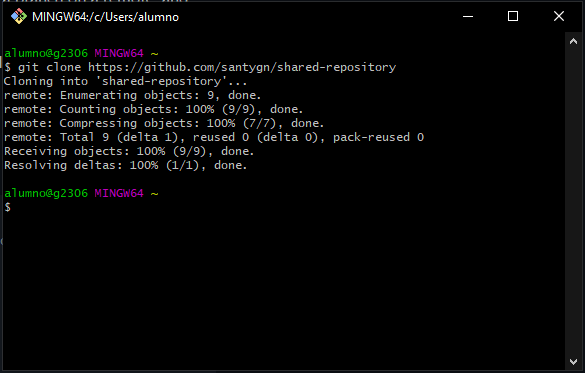 MINGW64:/c/Users/alumno
alumno@g2306 MINGW64 ~
$ git clone https://github.com/santygn/shared-repository
Cloning into 'shared-repository'...
remote: Enumerating objects: 9, done.
remote: Counting objects: 100% (9/9), done.
remote: Compressing objects: 100% (7/7), done.
remote: Total 9 (delta 1), reused 0 (delta 0), pack-reused 0
Receiving objects: 100% (9/9), done.
Resolving deltas: 100% (1/1), done.
alumno@g2306 MINGW64 ~
$